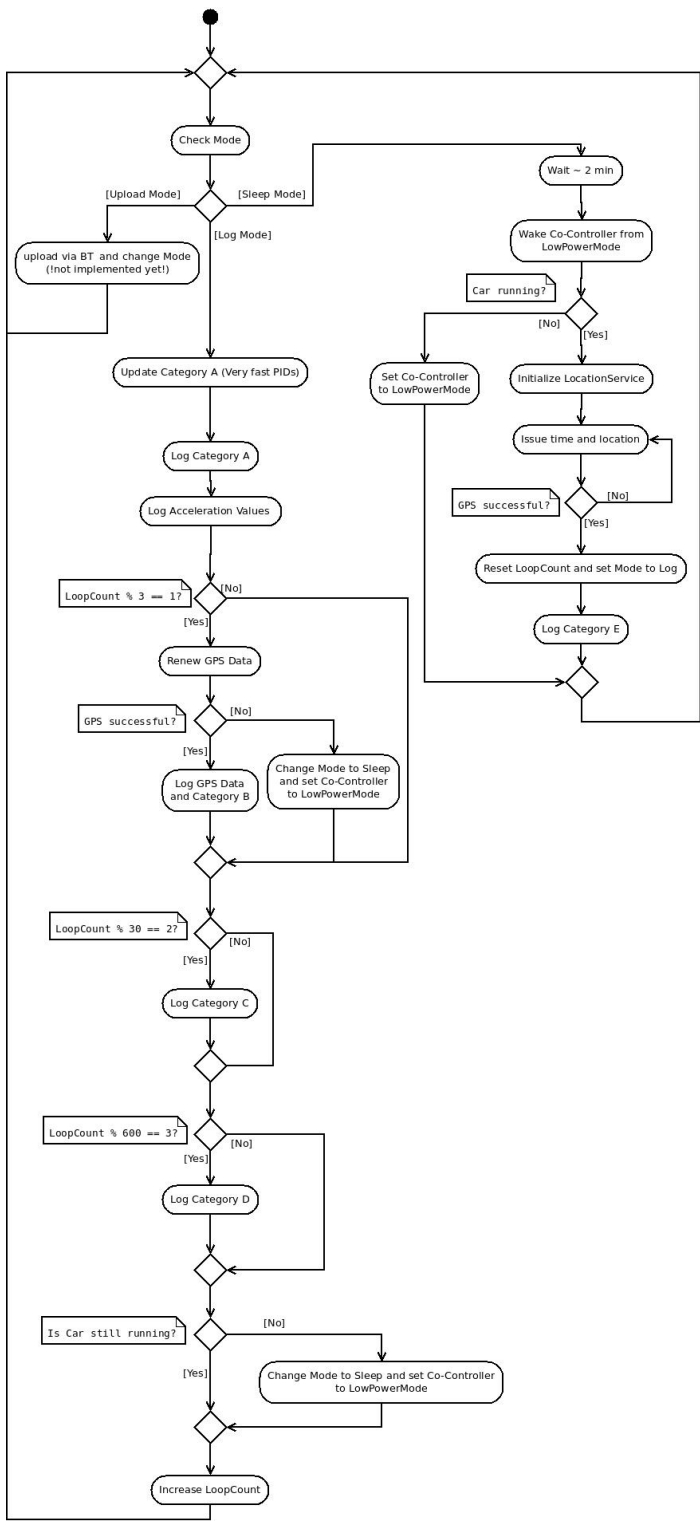 Check Mode
[Upload Mode]
[Sleep Mode]
[Log Mode]
upload via BT and change Mode
(!not implemented yet!)
Wait ~ 2 min
Wake Co-Controller from
LowPowerMode
Car running?
[No]
[Yes]
Set Co-Controller
to LowPowerMode
Initialize LocationService
Issue time and location
GPS successful?
[No]
[Yes]
Reset LoopCount and set Mode to Log
Log Category E
Update Category A (Very fast PIDs)
Log Category A
Log Acceleration Values
LoopCount % 3 == 1?
[No]
[Yes]
Renew GPS Data
GPS successful?
[No]
[Yes]
Log GPS Data
and Category B
Change Mode to Sleep
and set Co-Controller
to LowPowerMode
LoopCount % 30 == 2?
[No]
[Yes]
Log Category C
LoopCount % 600 == 3?
[No]
[Yes]
Log Category D
Is Car still running?
[No]
[Yes]
Change Mode to Sleep and set Co-Controller
to LowPowerMode
Increase LoopCount